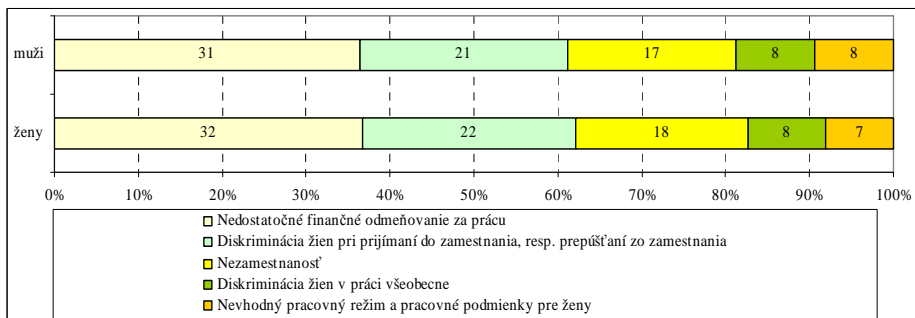 muži 31 21 17 8 8
ženy 32 22 18 8 7
0% 10% 20% 30% 40% 50% 60% 70% 80% 90% 100%
Nedostatočné finančné odmeňovanie za prácu
Diskriminácia žien pri prijímaní do zamestnania, resp. prepúšťaní zo zamestnania
Nezamestnanosť
Diskriminácia žien v práci všeobecne
Nevhodný pracovný režim a pracovné podmienky pre ženy